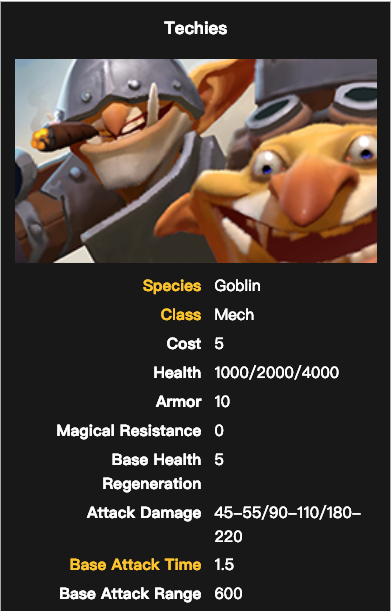 Techies
Species Goblin
Class Mech
Cost 5
Health 1000/2000/4000
Armor 10
Magical Resistance 0
Base Health 5
Regeneration
Attack Damage 45–55/90–110/180–
220
Base Attack Time 1.5
Base Attack Range 600